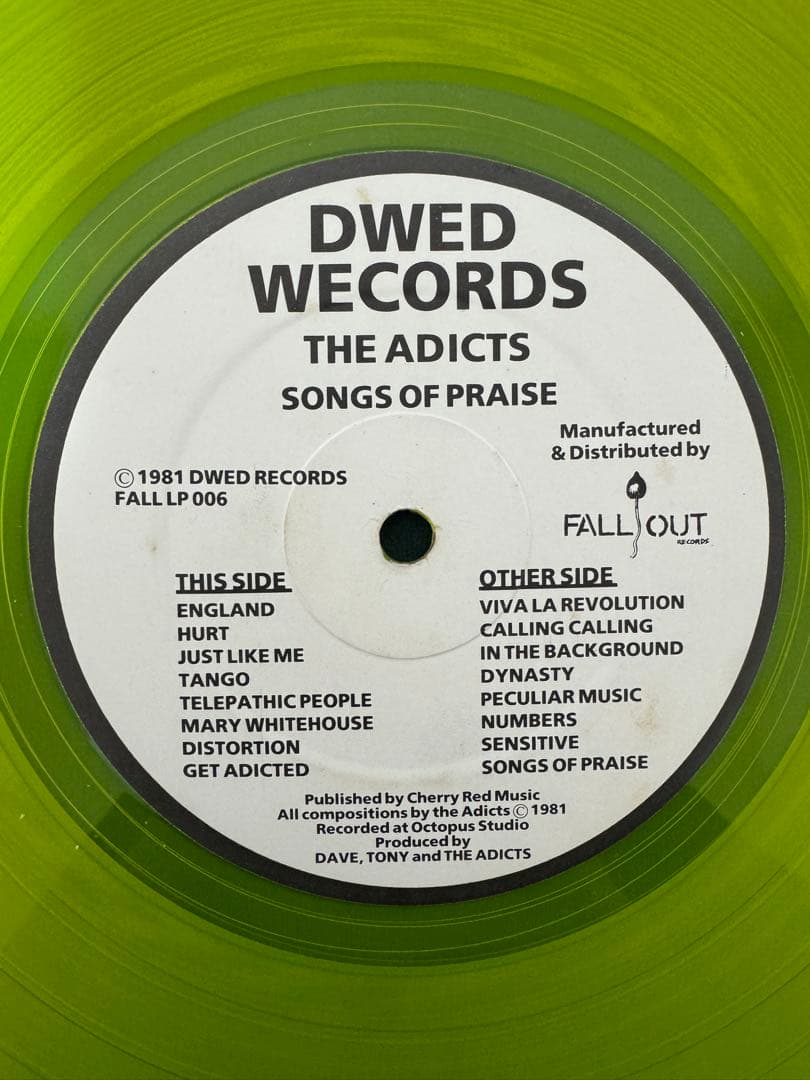 DWED
WECORDS
THE ADICTS
SONGS OF PRAISE
Manufactured
& Distributed by
FALL OUT
RECORDS
© 1981 DWED RECORDS
FALL LP 006
THIS SIDE
ENGLAND
HURT
JUST LIKE ME
TANGO
TELEPATHIC PEOPLE
MARY WHITEHOUSE
DISTORTION
GET ADICTED
OTHER SIDE
VIVA LA REVOLUTION
CALLING CALLING
IN THE BACKGROUND
DYNASTY
PECULIAR MUSIC
NUMBERS
SENSITIVE
SONGS OF PRAISE
Published by Cherry Red Music
All compositions by the Adicts © 1981
Recorded at Octopus Studio
Produced by
DAVE, TONY and THE ADICTS